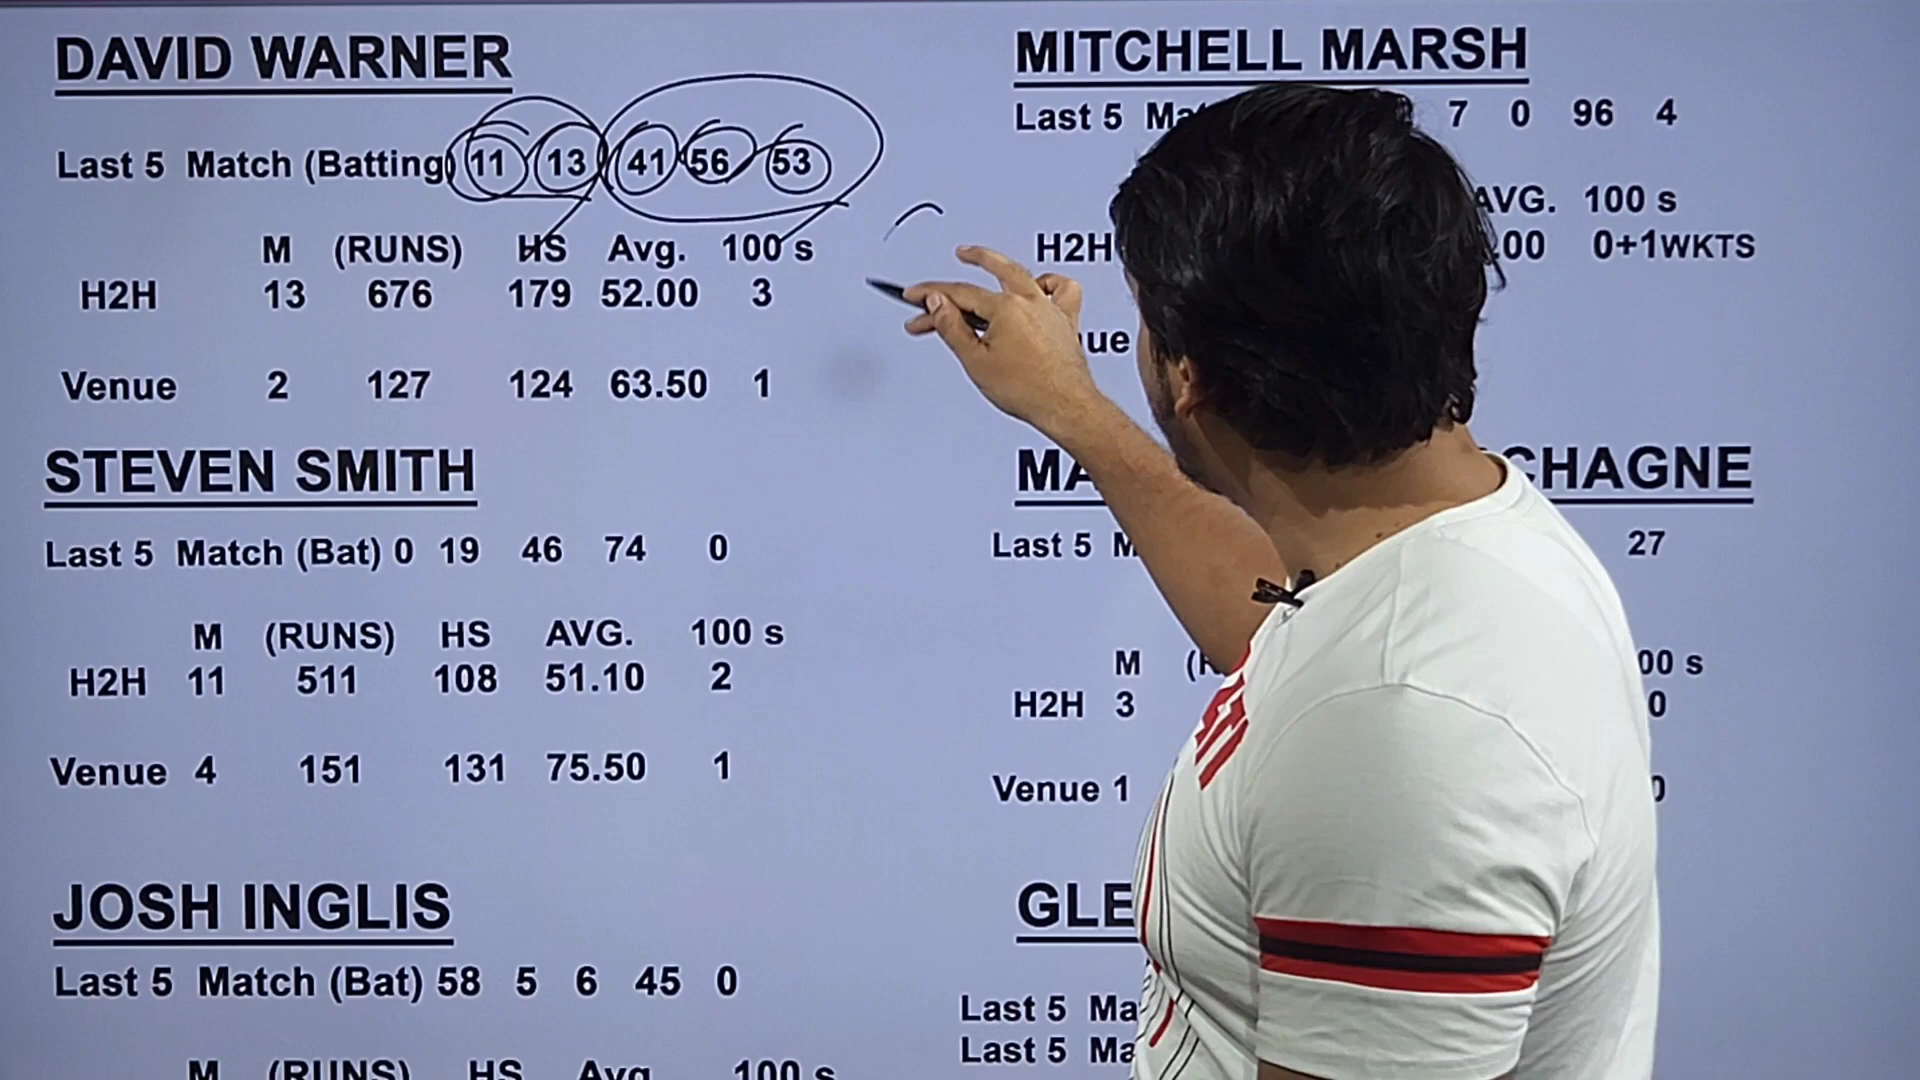 DAVID WARNER
Last 5 Match (Batting) 11 13 41 56 53
M (RUNS) HS Avg. 100 s
H2H 13 676 179 52.00 3
Venue 2 127 124 63.50 1
STEVEN SMITH
Last 5 Match (Bat) 0 19 46 74 0
M (RUNS) HS AVG. 100 s
H2H 11 511 108 51.10 2
Venue 4 151 131 75.50 1
JOSH INGLIS
Last 5 Match (Bat) 58 5 6 45 0
M (RUNS) HS Avg 100 s
MITCHELL MARSH
Last 5 7 0 96 4
AVG. 100 s
H2H 0+1WKTS
Last 5 27
M
H2H 3 0
Venue 1
Last 5
Last 5